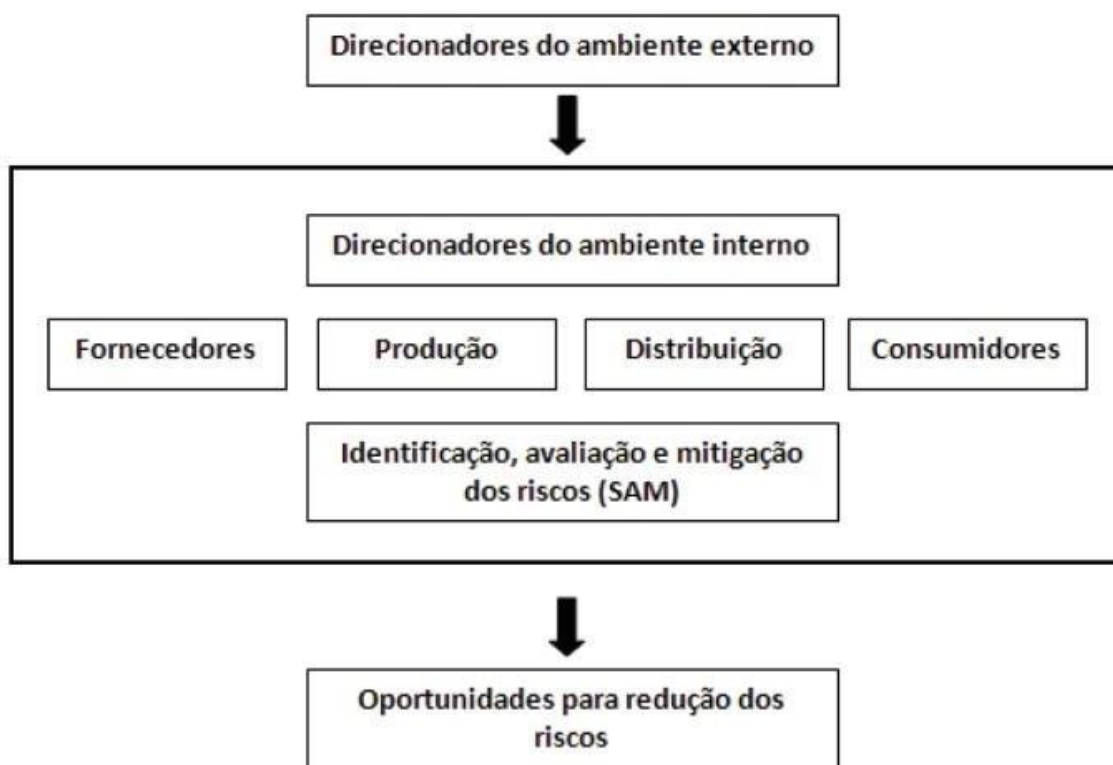 Direcionadores do ambiente externo
Direcionadores do ambiente interno
Fornecedores
Produção
Distribuição
Consumidores
Identificação, avaliação e mitigação
dos riscos (SAM)
Oportunidades para redução dos
riscos